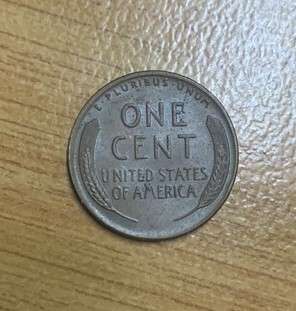 E·PLURIBUS·UNUM
ONE
CENT
UNITED STATES
OF AMERICA